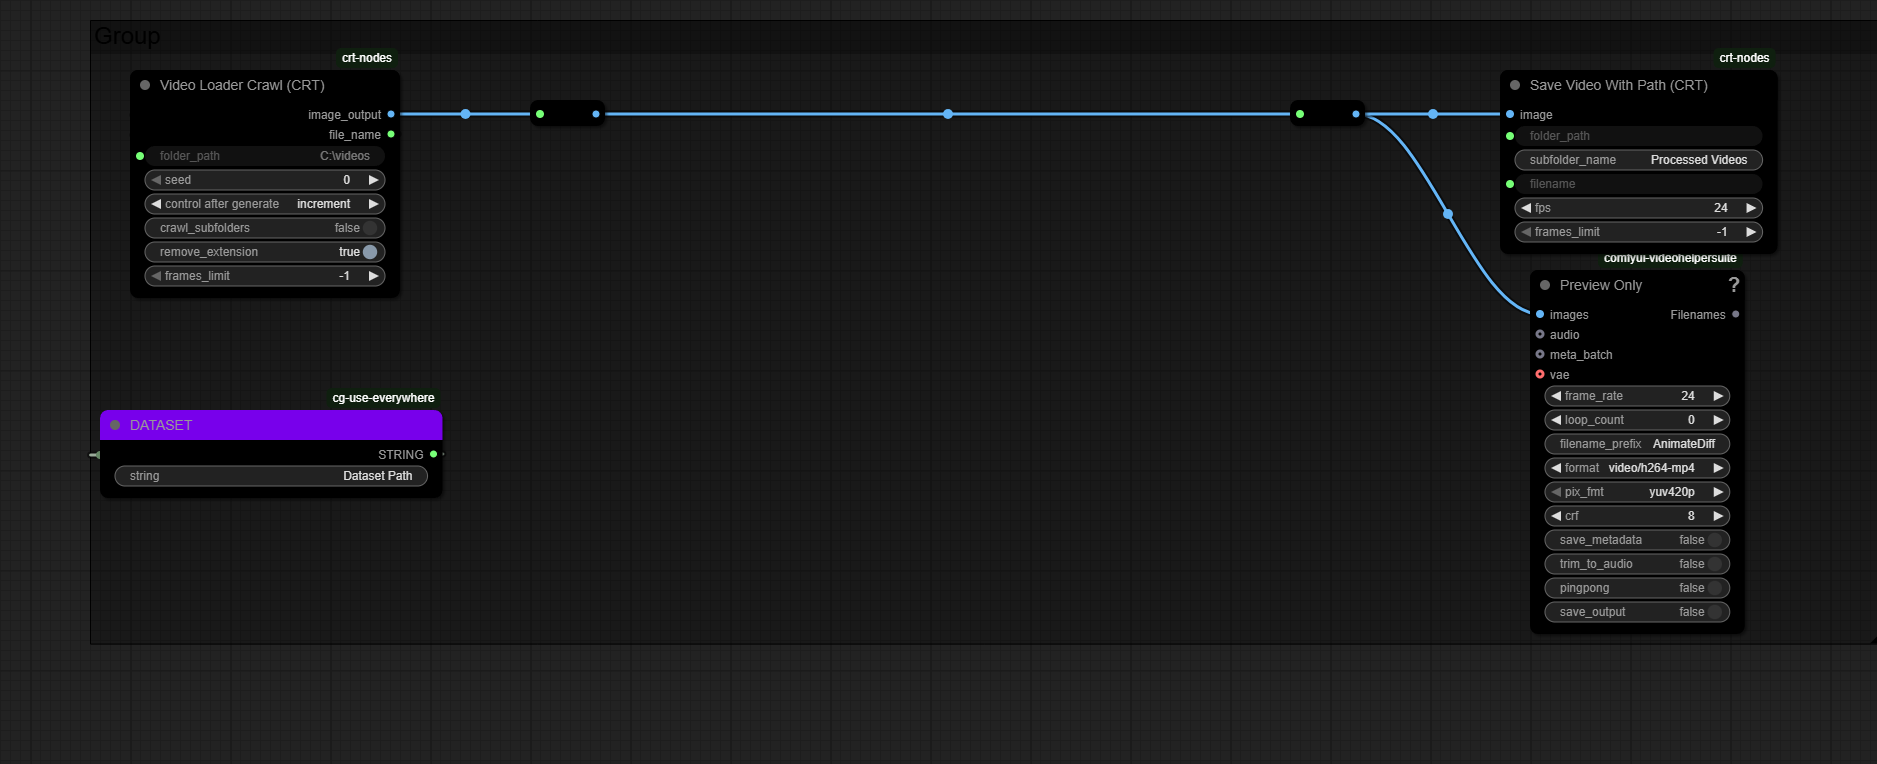 Group
crt-nodes
Video Loader Crawl (CRT)
image_output
file_name
folder_path C:\videos
seed 0
control after generate increment
crawl_subfolders false
remove_extension true
frames_limit -1
cg-use-everywhere
DATASET
STRING
string Dataset Path
crt-nodes
Save Video With Path (CRT)
image
folder_path
subfolder_name Processed Videos
filename
fps 24
frames_limit -1
comfyui-videohelpersuite
Preview Only ?
images Filenames
audio
meta_batch
vae
frame_rate 24
loop_count 0
filename_prefix AnimateDiff
format video/h264-mp4
pix_fmt yuv420p
crf 8
save_metadata false
trim_to_audio false
pingpong false
save_output false